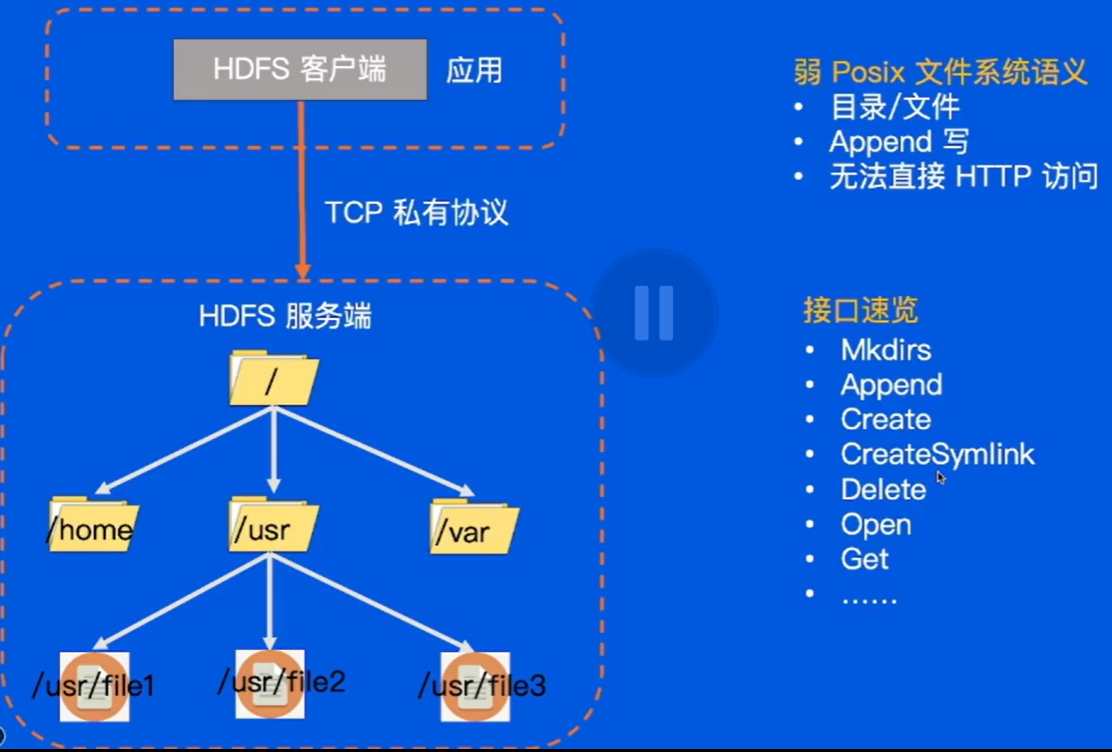 HDFS 客户端
应用
TCP 私有协议
HDFS 服务端
/
/home
/usr
/var
/usr/file1
/usr/file2
/usr/file3
弱 Posix 文件系统语义
• 目录/文件
• Append 写
• 无法直接 HTTP 访问
接口速览
• Mkdirs
• Append
• Create
• CreateSymlink
• Delete
• Open
• Get
• ......